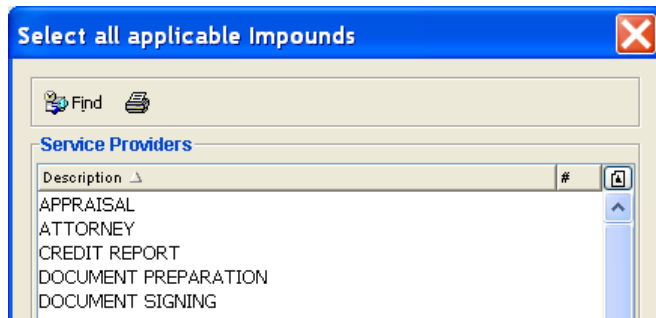 Select all applicable Impounds
Find
Service Providers
Description #
APPRAISAL
ATTORNEY
CREDIT REPORT
DOCUMENT PREPARATION
DOCUMENT SIGNING